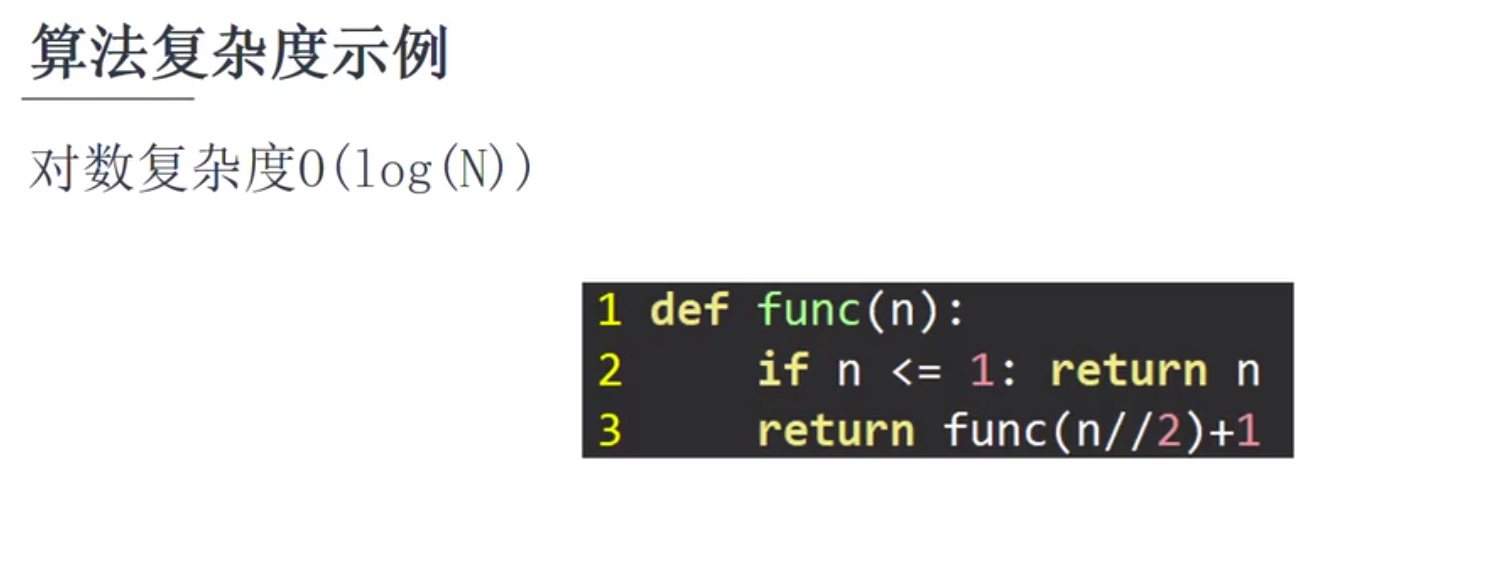 算法复杂度示例
对数复杂度O(log(N))
1 def func(n):
2     if n <= 1: return n
3     return func(n//2)+1